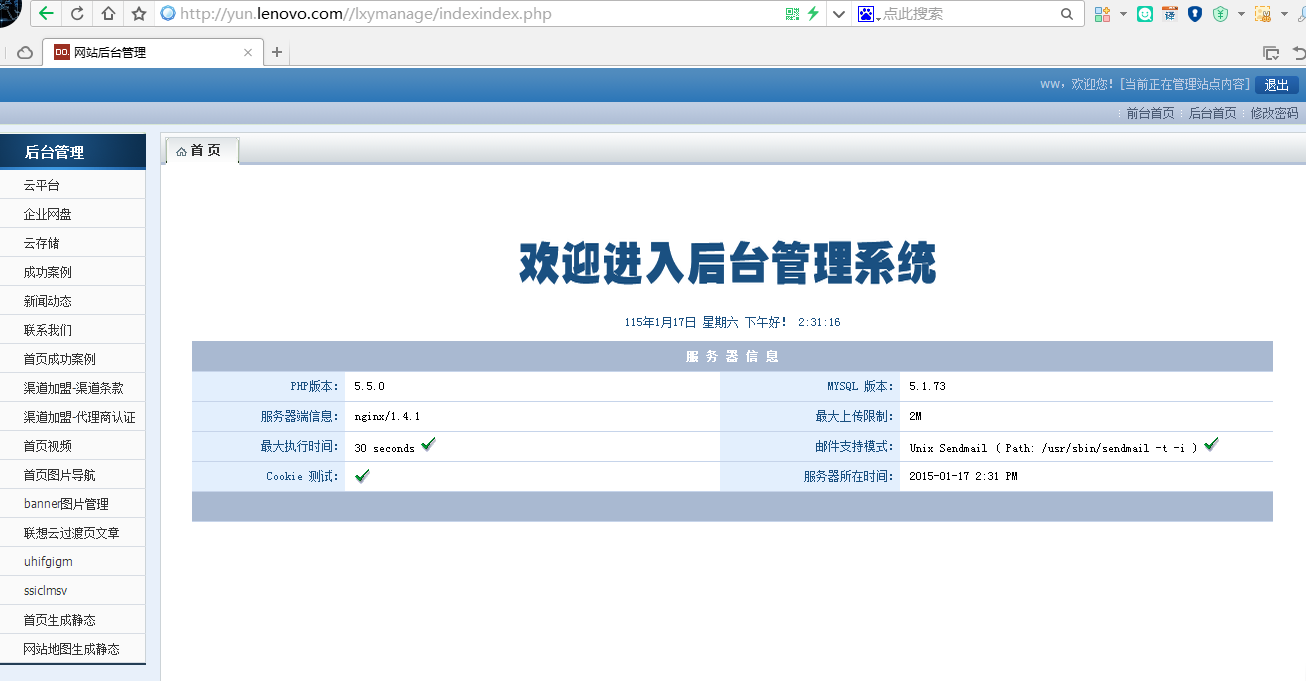 http://yun.lenovo.com//lxymanage/indexindex.php
点此搜索
译
DO. 网站后台管理
ww，欢迎您！[当前正在管理站点内容] 退出
前台首页 后台首页 修改密码
后台管理
首 页
云平台
企业网盘
云存储
成功案例
新闻动态
联系我们
首页成功案例
渠道加盟-渠道条款
渠道加盟-代理商认证
首页视频
首页图片导航
banner图片管理
联想云过渡页文章
uhifgigm
ssiclmsv
首页生成静态
网站地图生成静态
欢迎进入后台管理系统
115年1月17日 星期六 下午好！ 2:31:16
服 务 器 信 息
PHP版本： 5.5.0 MYSQL 版本： 5.1.73
服务器端信息： nginx/1.4.1 最大上传限制： 2M
最大执行时间： 30 seconds 邮件支持模式： Unix Sendmail ( Path: /usr/sbin/sendmail -t -i )
Cookie 测试： 服务器所在时间： 2015-01-17 2:31 PM